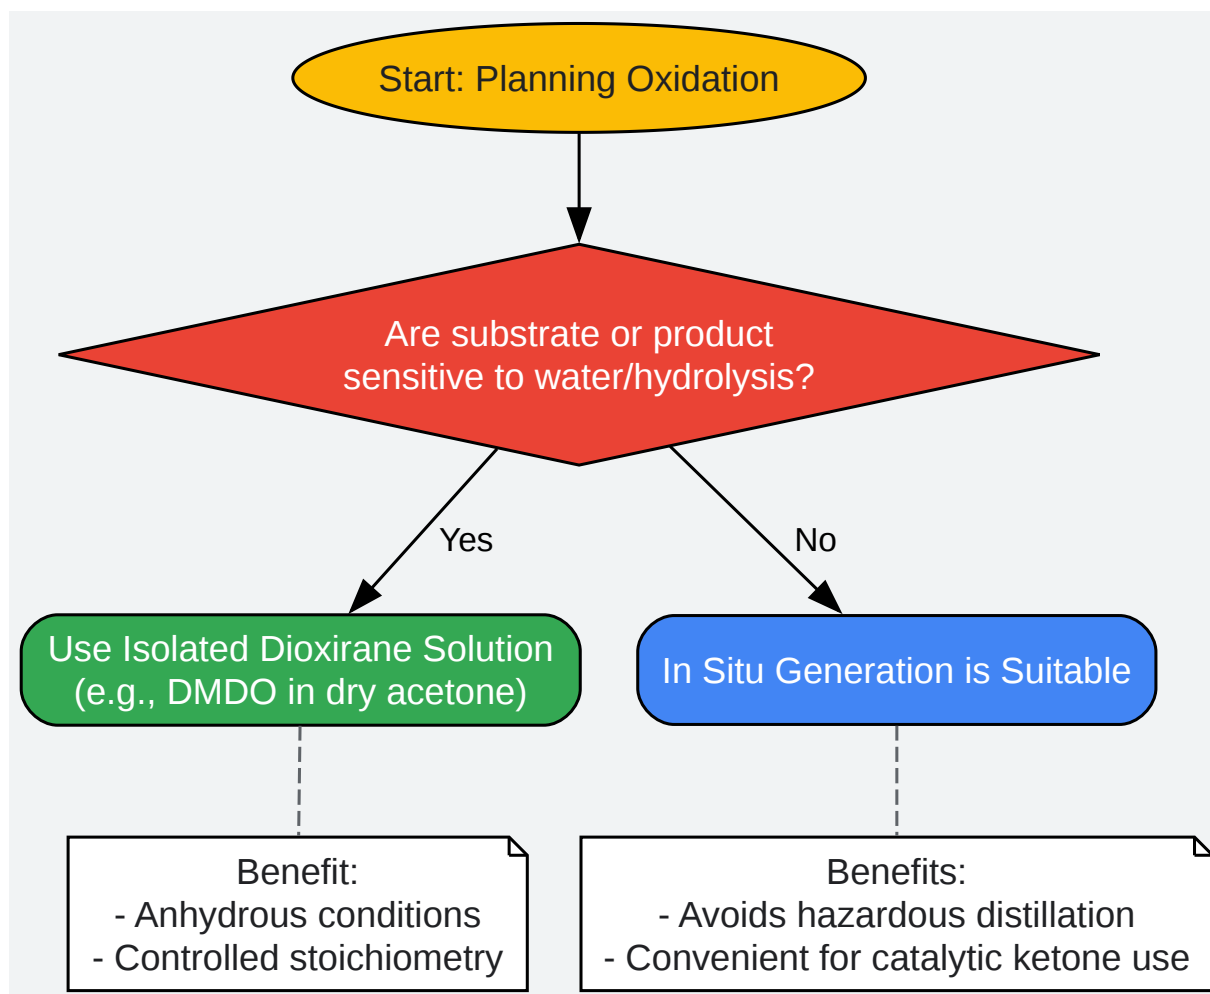 Start: Planning Oxidation
Are substrate or product
sensitive to water/hydrolysis?
Yes
No
Use Isolated Dioxirane Solution
(e.g., DMDO in dry acetone)
In Situ Generation is Suitable
Benefit:
- Anhydrous conditions
- Controlled stoichiometry
Benefits:
- Avoids hazardous distillation
- Convenient for catalytic ketone use